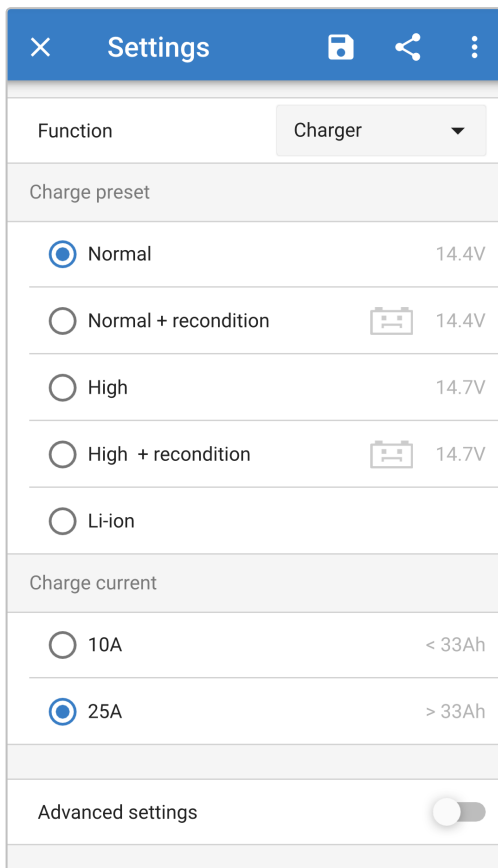 Settings
Function Charger
Charge preset
Normal 14.4V
Normal + recondition 14.4V
High 14.7V
High + recondition 14.7V
Li-ion
Charge current
10A < 33Ah
25A > 33Ah
Advanced settings